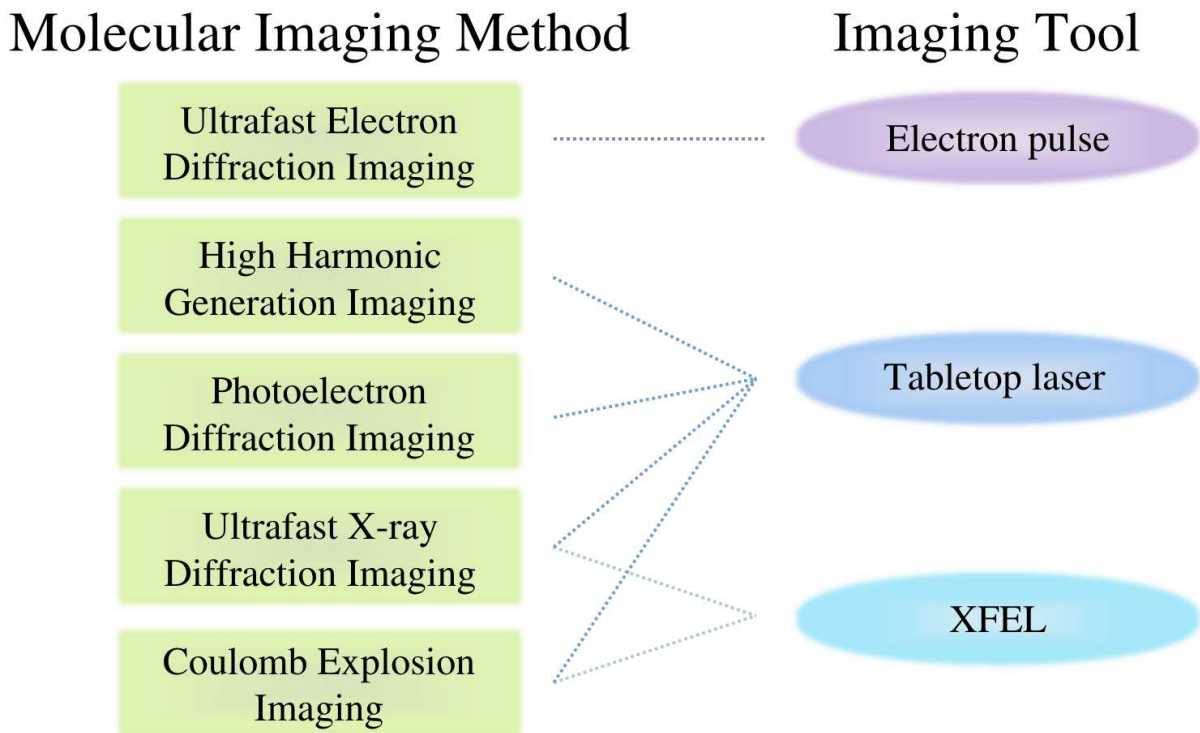 Molecular Imaging Method
Imaging Tool
Ultrafast Electron
Diffraction Imaging
Electron pulse
High Harmonic
Generation Imaging
Photoelectron
Diffraction Imaging
Tabletop laser
Ultrafast X-ray
Diffraction Imaging
XFEL
Coulomb Explosion
Imaging